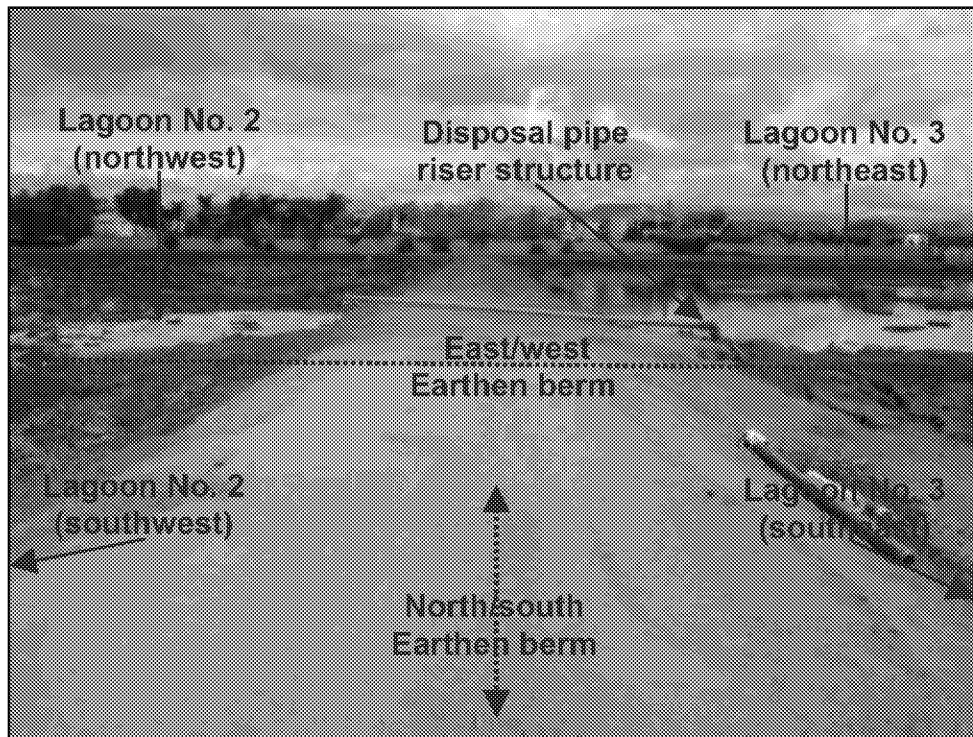 Lagoon No. 2
(northwest)
Disposal pipe
riser structure
Lagoon No. 3
(northeast)
East/west
Earthen berm
Lagoon No. 2
(southwest)
Lagoon No. 3
(southeast)
North/south
Earthen berm